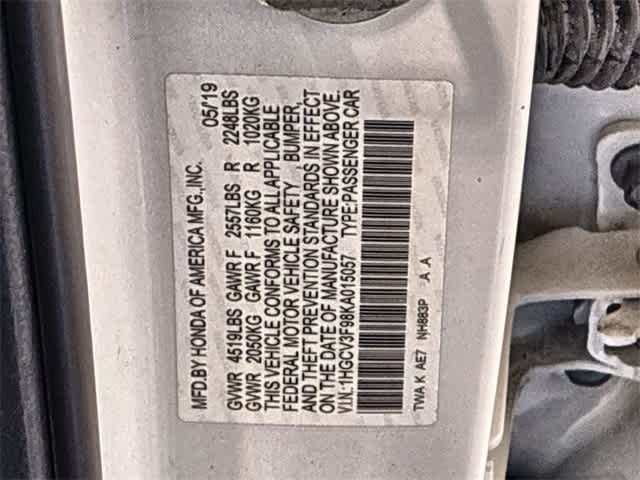 MFD.BY HONDA OF AMERICA MFG.,INC. 05/19
GVWR 4519LBS GAWR F 2557LBS R 2248LBS
GVWR 2050KG GAWR F 1160KG R 1020KG
THIS VEHICLE CONFORMS TO ALL APPLICABLE
FEDERAL MOTOR VEHICLE SAFETY , BUMPER,
AND THEFT PREVENTION STANDARDS IN EFFECT
ON THE DATE OF MANUFACTURE SHOWN ABOVE.
V.I.N.:1HGCV3F98KA015057 TYPE:PASSENGER CAR
TWA K AE7 NH883P A A